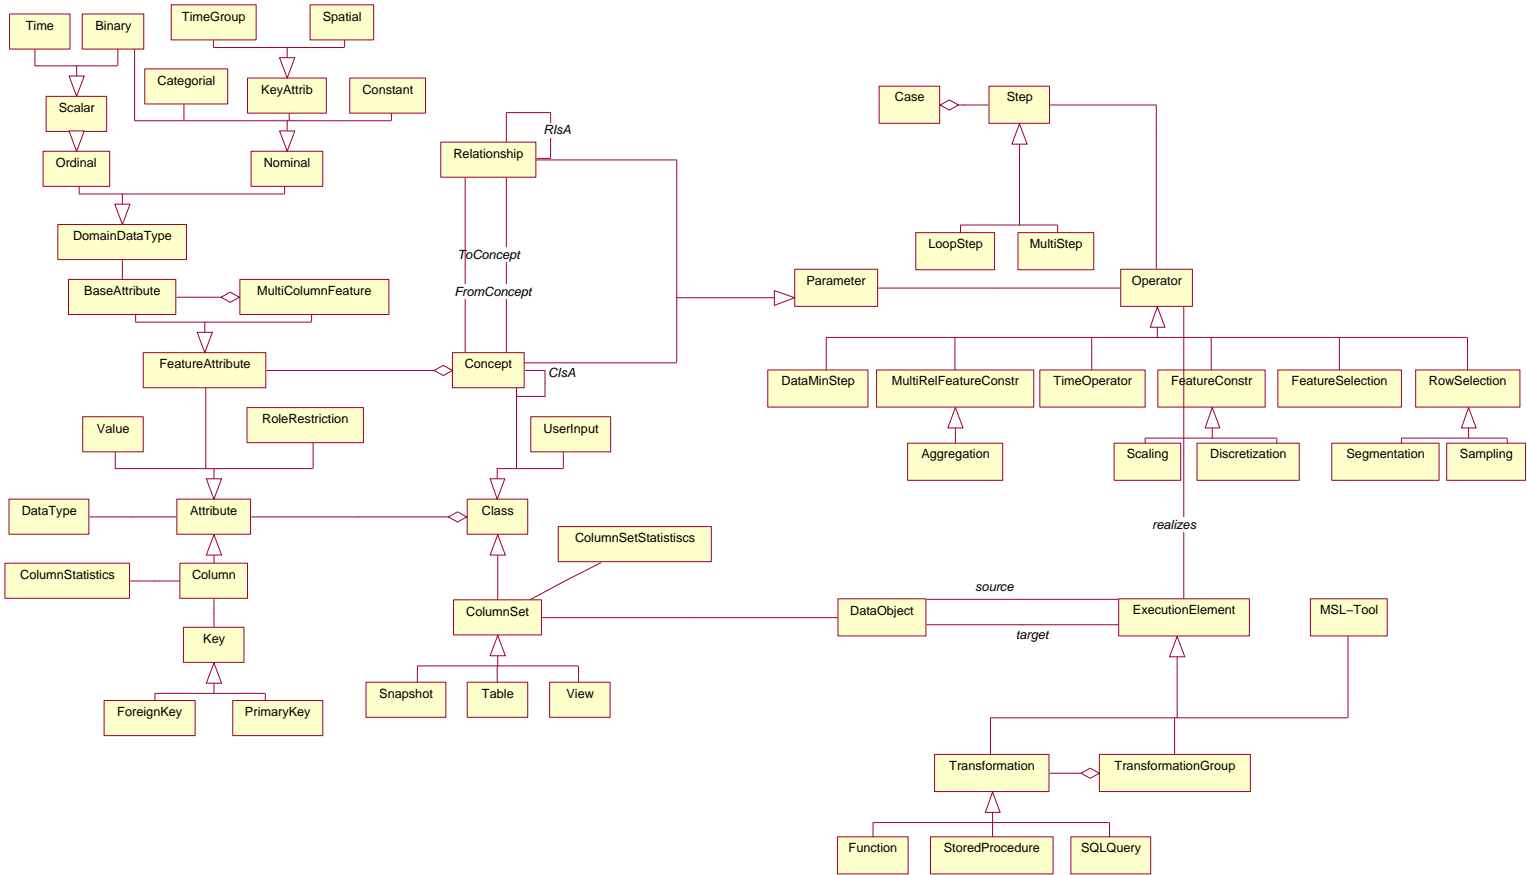 Time
Binary
TimeGroup
Spatial
Categorial
KeyAttrib
Constant
Scalar
Ordinal
Nominal
DomainDataType
BaseAttribute
MultiColumnFeature
FeatureAttribute
Value
RoleRestriction
DataType
Attribute
ColumnStatistics
Column
Key
ForeignKey
PrimaryKey
RIsA
Relationship
ToConcept
FromConcept
Concept
CIsA
UserInput
Class
ColumnSetStatistiscs
ColumnSet
Snapshot
Table
View
Case
Step
LoopStep
MultiStep
Parameter
Operator
DataMinStep
MultiRelFeatureConstr
TimeOperator
FeatureConstr
FeatureSelection
RowSelection
Aggregation
Scaling
Discretization
Segmentation
Sampling
realizes
source
DataObject
ExecutionElement
MSL−Tool
target
Transformation
TransformationGroup
Function
StoredProcedure
SQLQuery